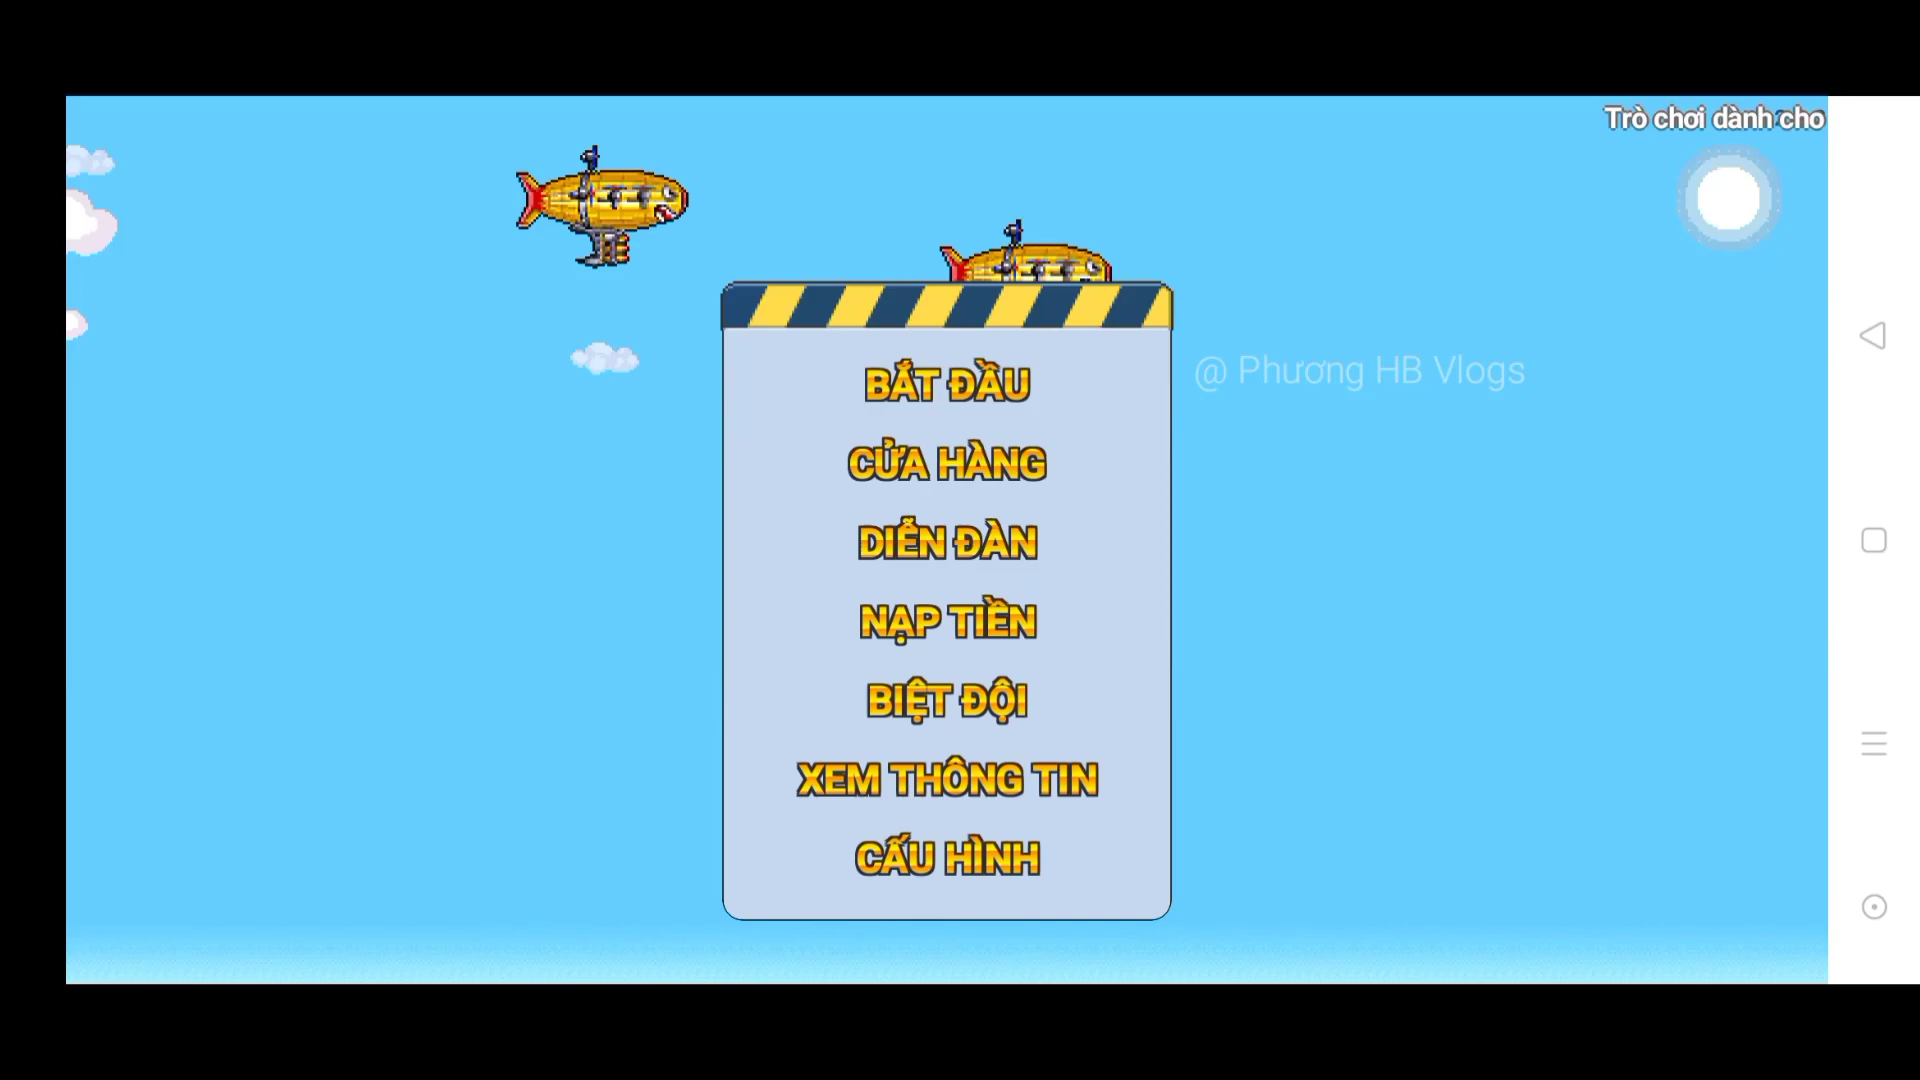 Trò chơi dành cho
BẮT ĐẦU
@ Phương HB Vlogs
CỬA HÀNG
DIỄN ĐÀN
NẠP TIỀN
BIỆT ĐỘI
XEM THÔNG TIN
CẤU HÌNH